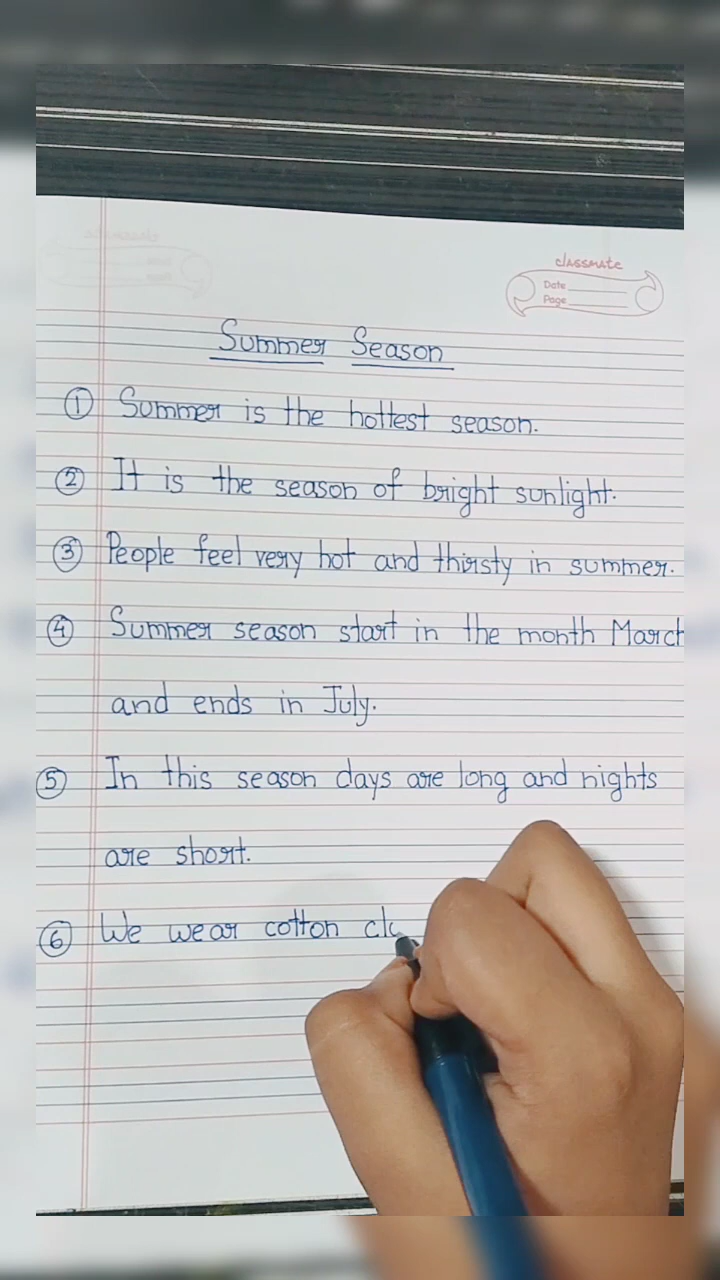 classmate
Date
Page
Summer Season
① Summer is the hottest season.
② It is the season of bright sunlight.
③ People feel very hot and thirsty in summer.
④ Summer season start in the month March
and ends in July.
⑤ In this season days are long and nights
are short.
⑥ We wear cotton clo